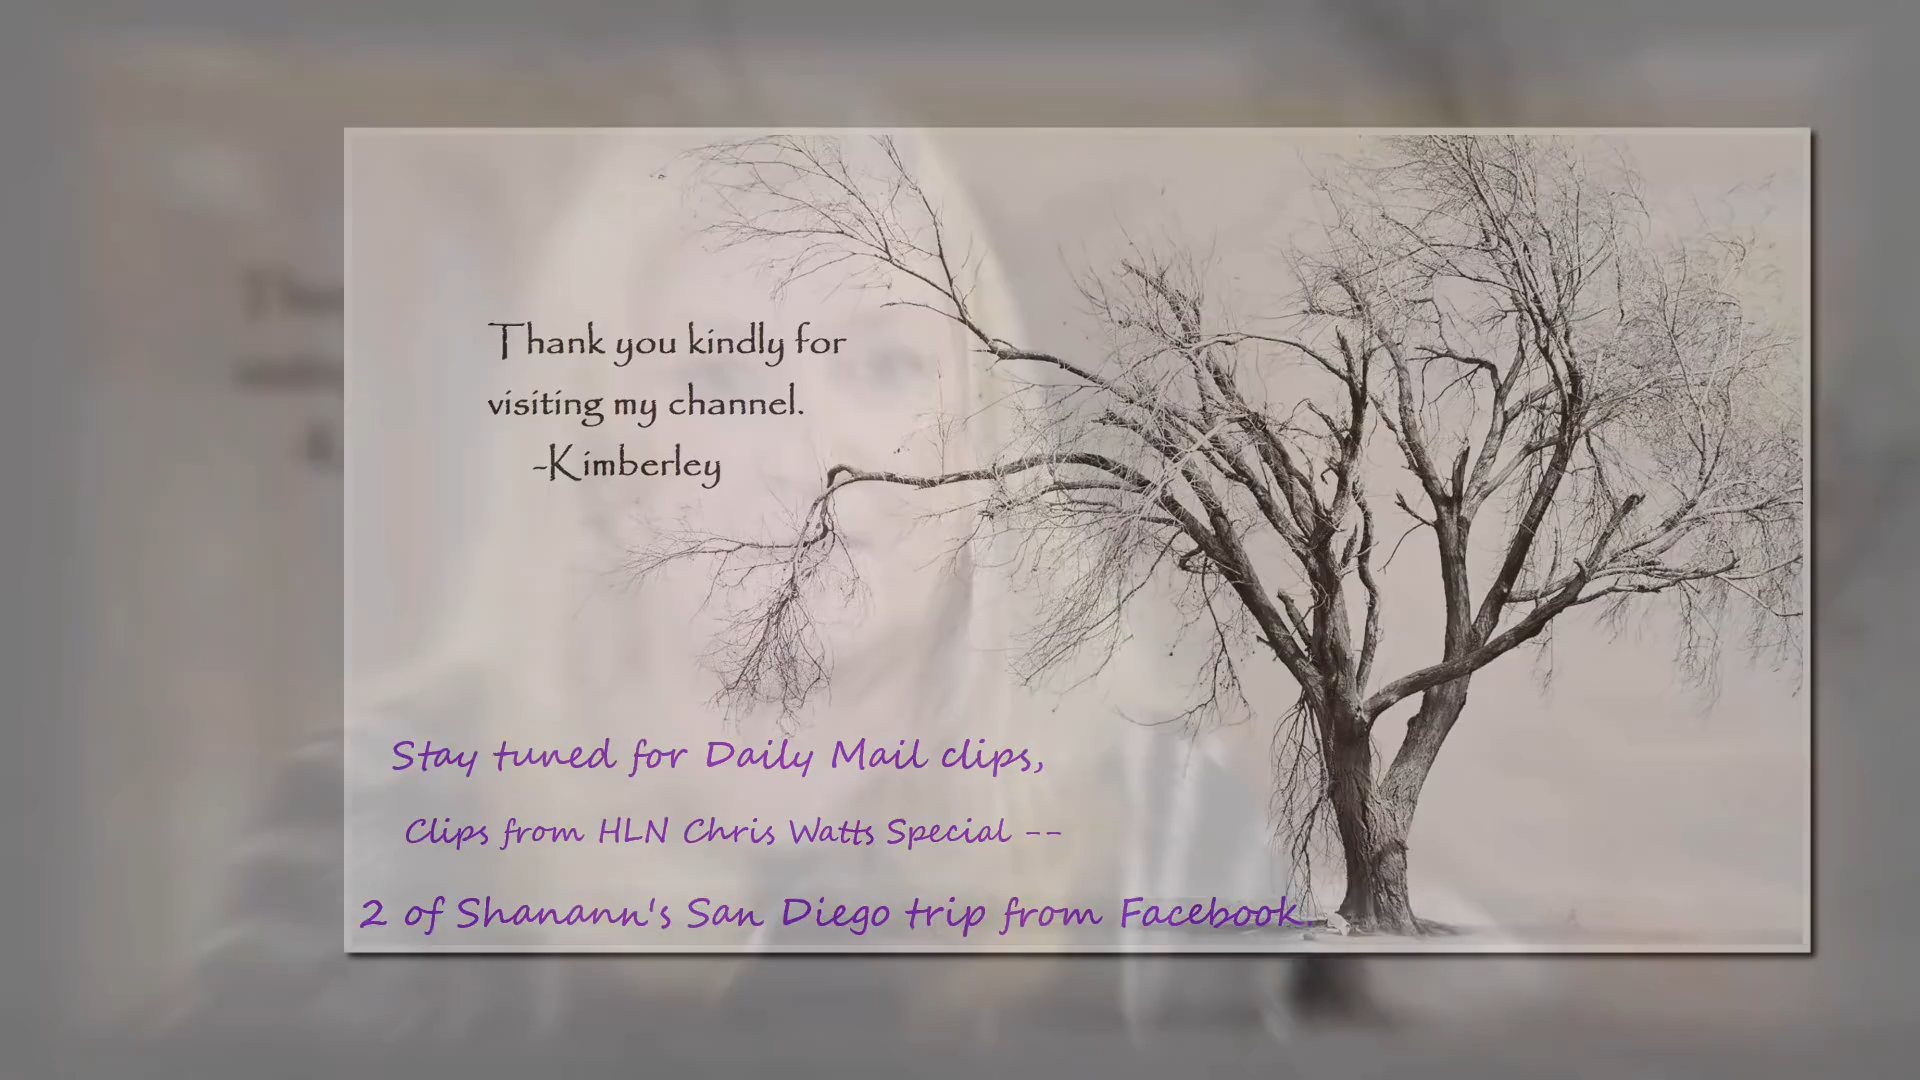 Thank you kindly for
visiting my channel.
-Kimberley
Stay tuned for Daily Mail clips,
Clips from HLN Chris Watts Special --
2 of Shanann's San Diego trip from Facebook.